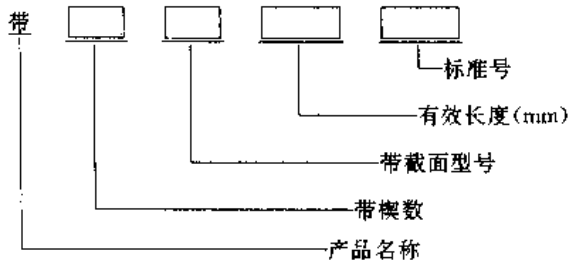 带
标准号
有效长度(mm)
带截面型号
带楔数
产品名称